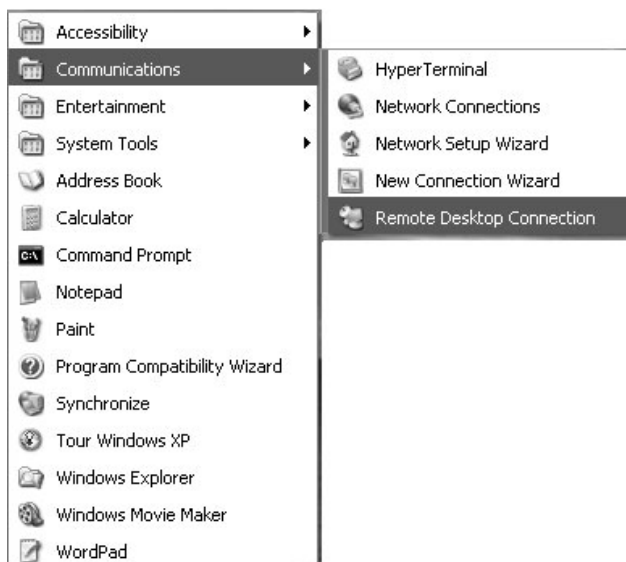 Accessibility
Communications
Entertainment
System Tools
Address Book
Calculator
C:\
Command Prompt
Notepad
Paint
Program Compatibility Wizard
Synchronize
Tour Windows XP
Windows Explorer
Windows Movie Maker
WordPad
HyperTerminal
Network Connections
Network Setup Wizard
New Connection Wizard
Remote Desktop Connection